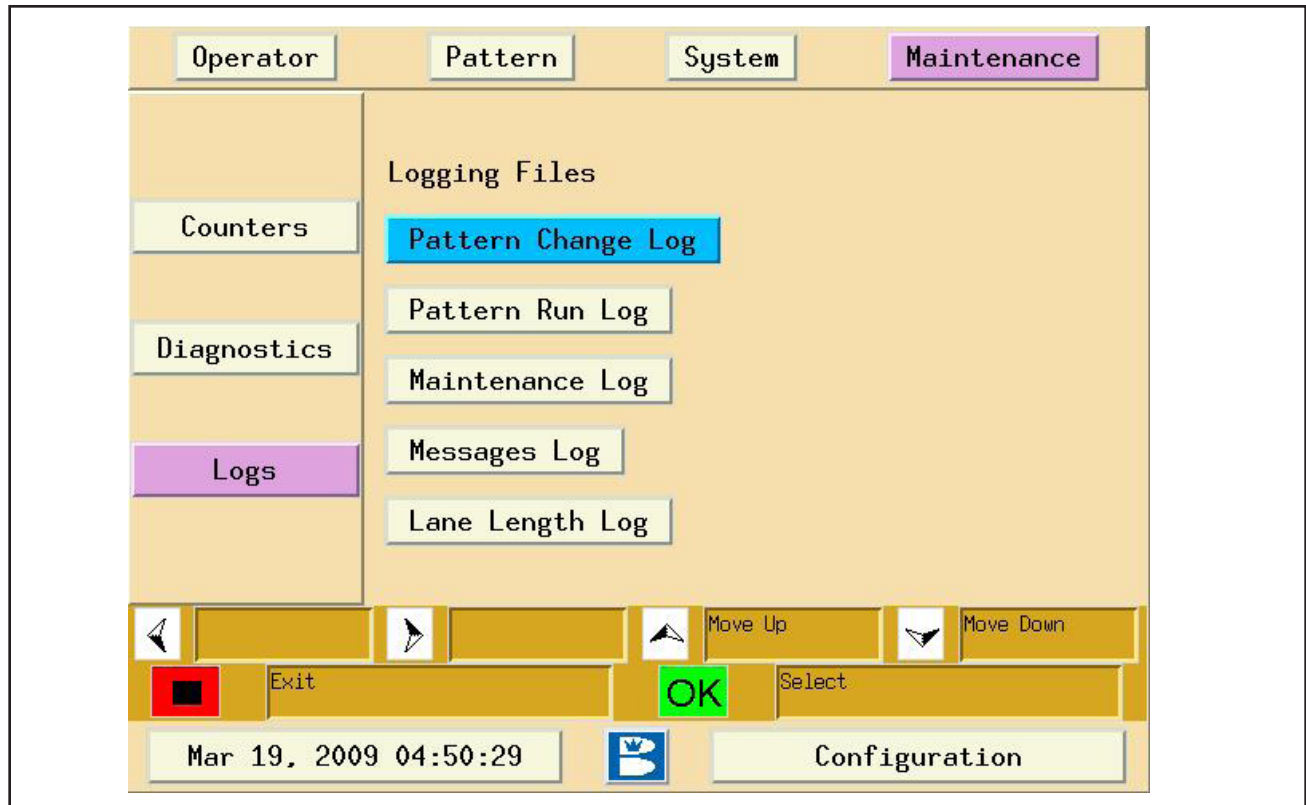 Operator Pattern System Maintenance
Logging Files
Counters
Pattern Change Log
Pattern Run Log
Diagnostics
Maintenance Log
Messages Log
Logs
Lane Length Log
Move Up Move Down
Exit OK Select
Mar 19, 2009 04:50:29 B Configuration